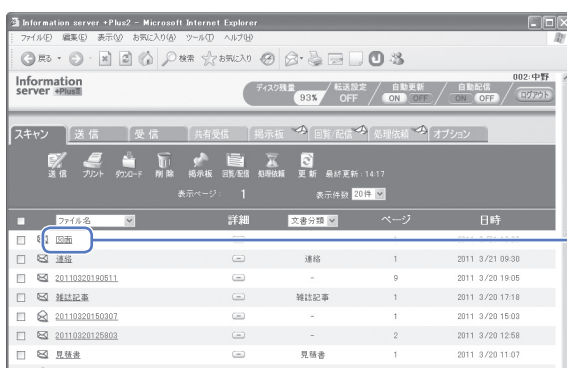 Information server +Plus2 - Microsoft Internet Explorer
ファイル(F) 編集(E) 表示(V) お気に入り(A) ツール(T) ヘルプ(H)
戻る 検索 お気に入り
002:中野
Information server +PlusⅡ
ディスク残量 93% 転送設定 OFF 自動更新 ON OFF 自動配信 ON OFF ログアウト
スキャン 送信 受信 共有受信 掲示板 回覧/配信 処理依頼 オプション
送信 プリント ダウンロード 削除 掲示板 回覧/配信 処理依頼 更新 最終更新:14:17
表示ページ: 1 表示件数 20件
ファイル名 詳細 文書分類 ページ 日時
図面
連絡 連絡 1 2011 3/21 09:30
20110320190511 - 9 2011 3/20 19:05
雑誌記事 雑誌記事 1 2011 3/20 17:18
20110320150307 - 1 2011 3/20 15:03
20110320125803 - 2 2011 3/20 12:58
見積書 見積書 1 2011 3/20 11:07